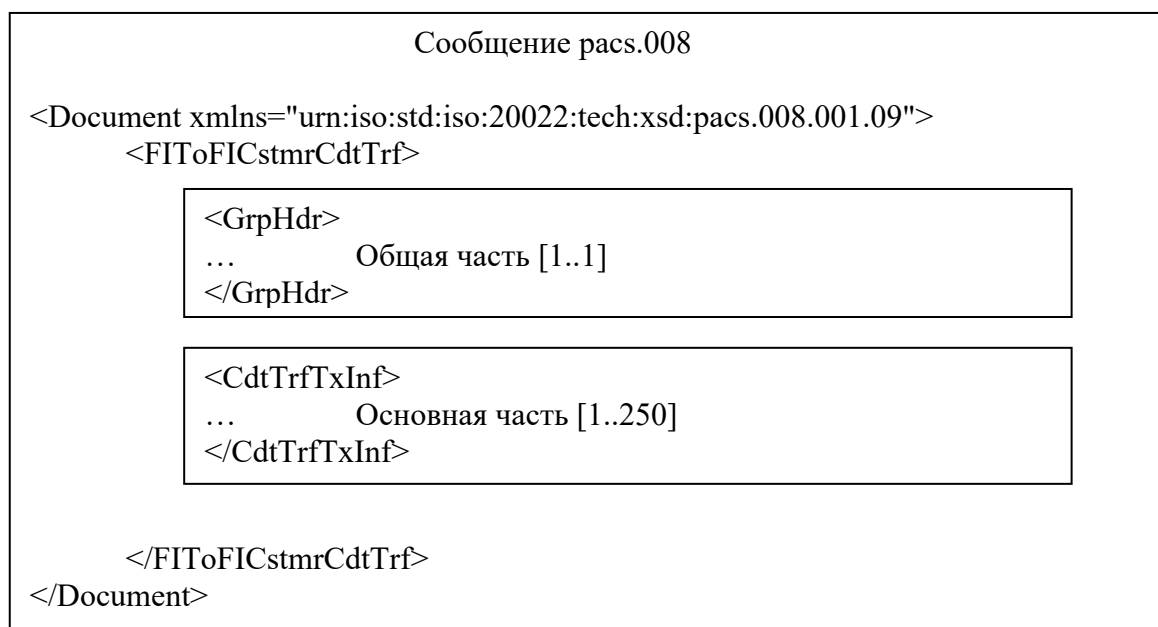 Сообщение pacs.008
<Document xmlns="urn:iso:std:iso:20022:tech:xsd:pacs.008.001.09">
<FIToFICstmrCdtTrf>
<GrpHdr>
… Общая часть [1..1]
</GrpHdr>
<CdtTrfTxInf>
… Основная часть [1..250]
</CdtTrfTxInf>
</FIToFICstmrCdtTrf>
</Document>